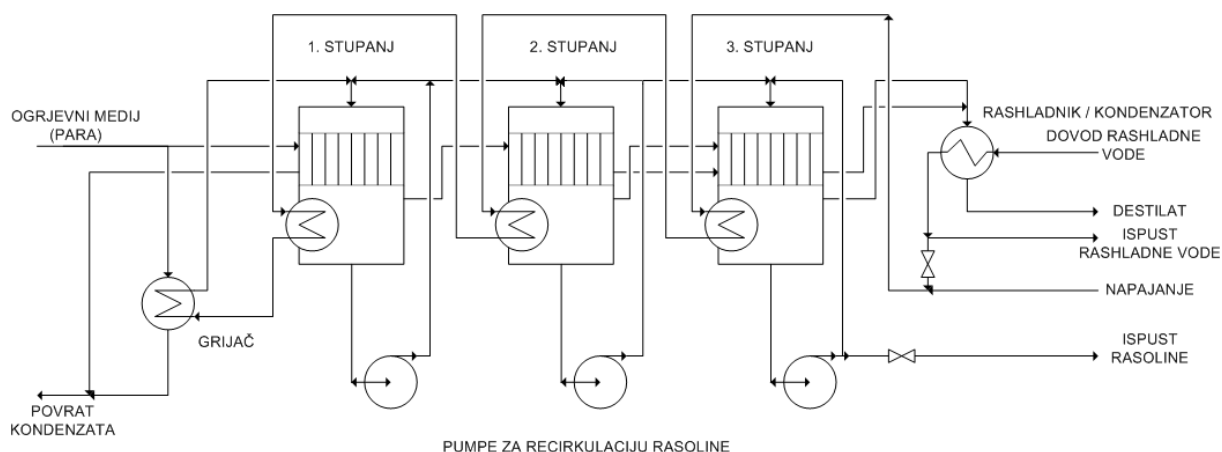 1. STUPANJ
2. STUPANJ
3. STUPANJ
OGRJEVNI MEDIJ
(PARA)
RASHLADNIK / KONDENZATOR
DOVOD RASHLADNE
VODE
DESTILAT
ISPUST
RASHLADNE VODE
NAPAJANJE
GRIJAČ
ISPUST
RASOLINE
POVRAT
KONDENZATA
PUMPE ZA RECIRKULACIJU RASOLINE